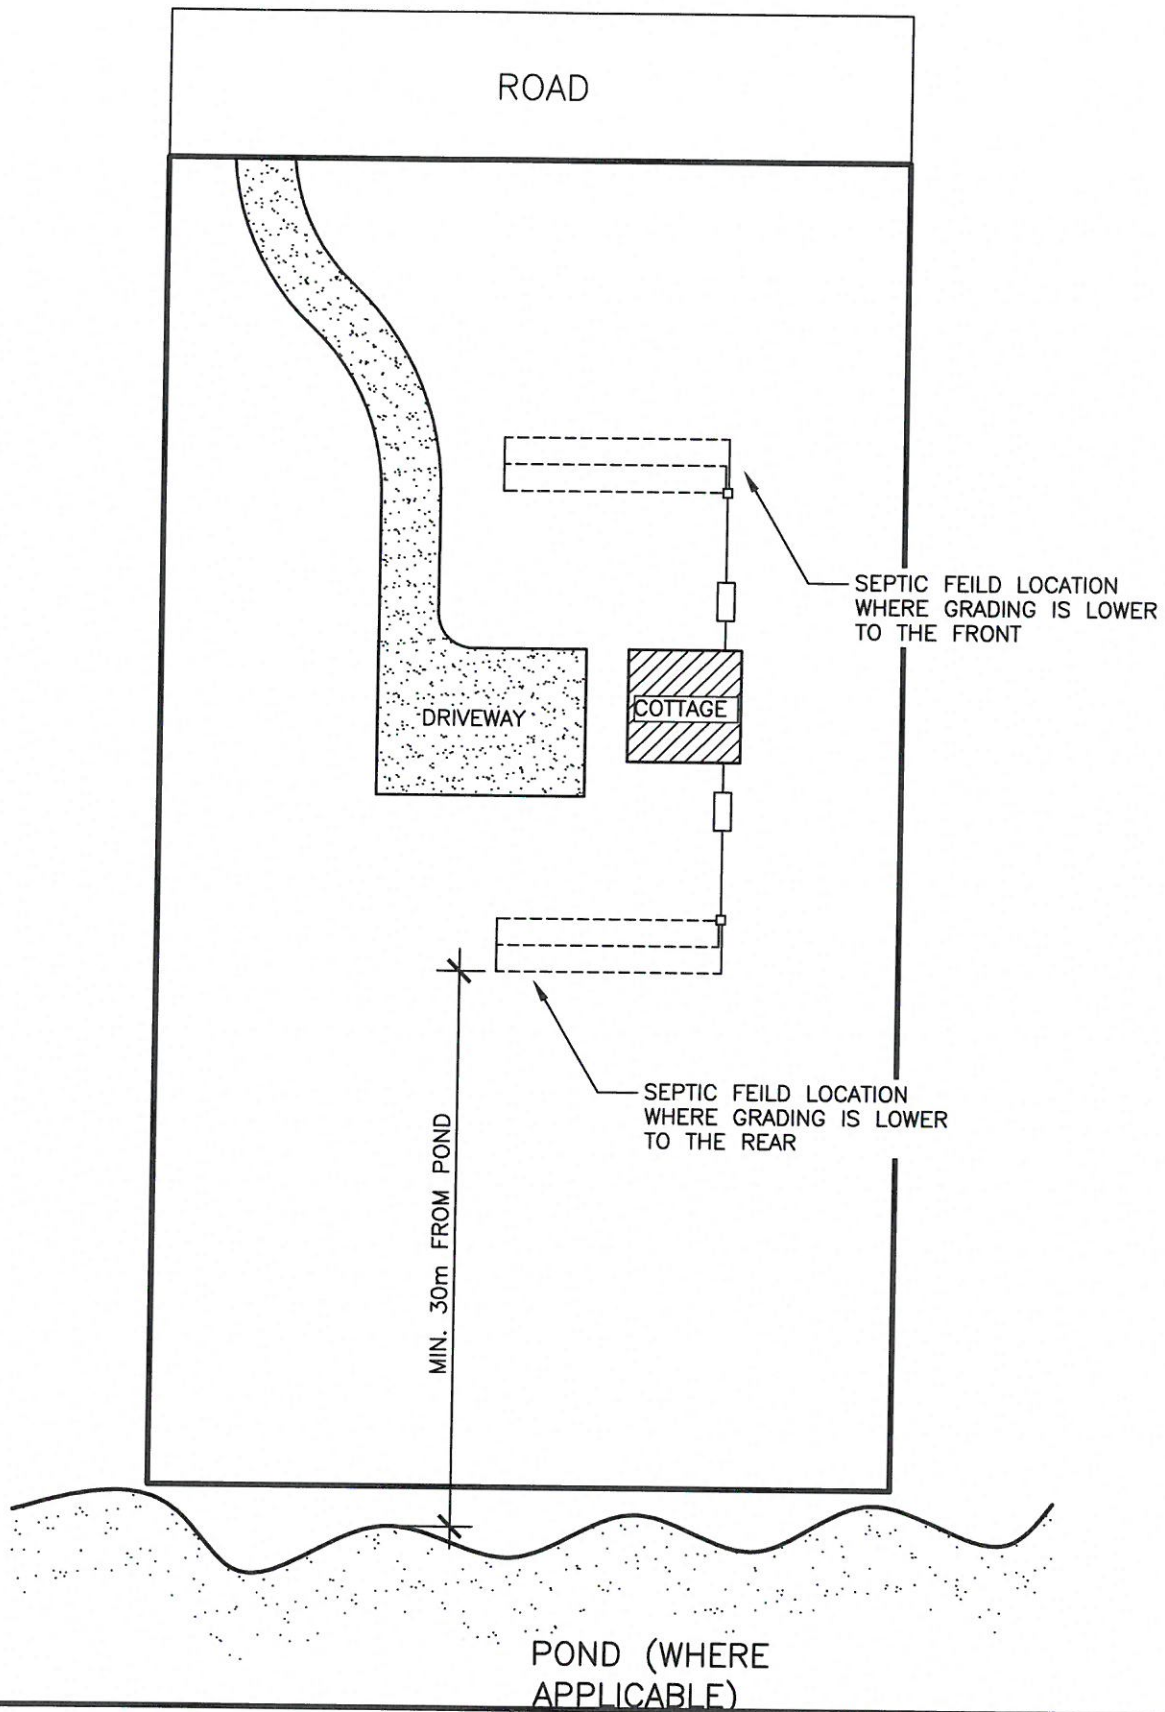 ROAD
SEPTIC FEILD LOCATION
WHERE GRADING IS LOWER
TO THE FRONT
COTTAGE
DRIVEWAY
SEPTIC FEILD LOCATION
WHERE GRADING IS LOWER
TO THE REAR
MIN. 30m FROM POND
POND (WHERE
APPLICABLE)